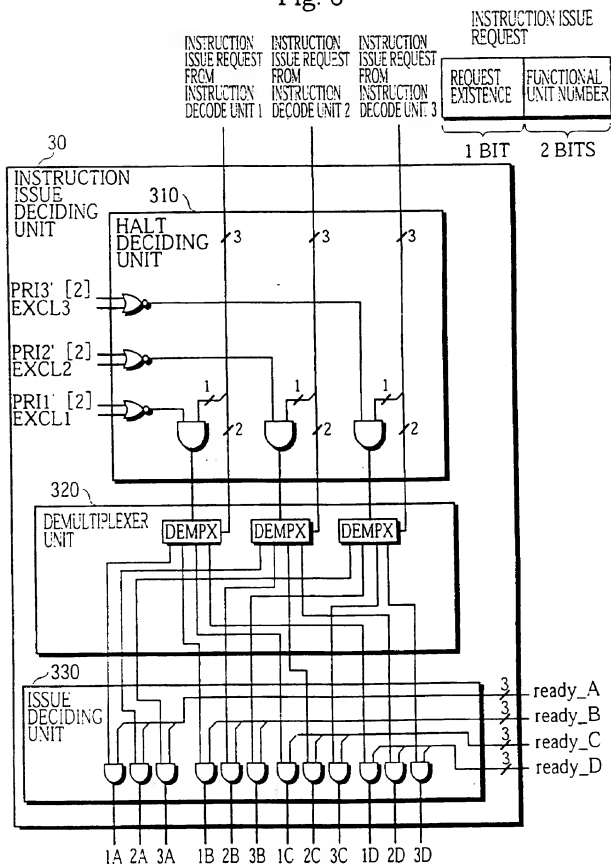 Fig. 6
INSTRUCTION ISSUE
REQUEST
REQUEST
EXISTENCE
FUNCTIONAL
UNIT NUMBER
1 BIT
2 BITS
INSTRUCTION
ISSUE REQUEST
FROM
INSTRUCTION
DECODE UNIT 1
INSTRUCTION
ISSUE REQUEST
FROM
INSTRUCTION
DECODE UNIT 2
INSTRUCTION
ISSUE REQUEST
FROM
INSTRUCTION
DECODE UNIT 3
30
INSTRUCTION
ISSUE
DECIDING
UNIT
310
HALT
DECIDING
UNIT
3
3
3
PRI3' [2]
EXCL3
PRI2' [2]
EXCL2
PRI1' [2]
EXCL1
1
1
1
2
2
2
320
DEMULTIPLEXER
UNIT
DEMPX
DEMPX
DEMPX
330
ISSUE
DECIDING
UNIT
3
ready_A
3
ready_B
3
ready_C
3
ready_D
1A 2A 3A 1B 2B 3B 1C 2C 3C 1D 2D 3D